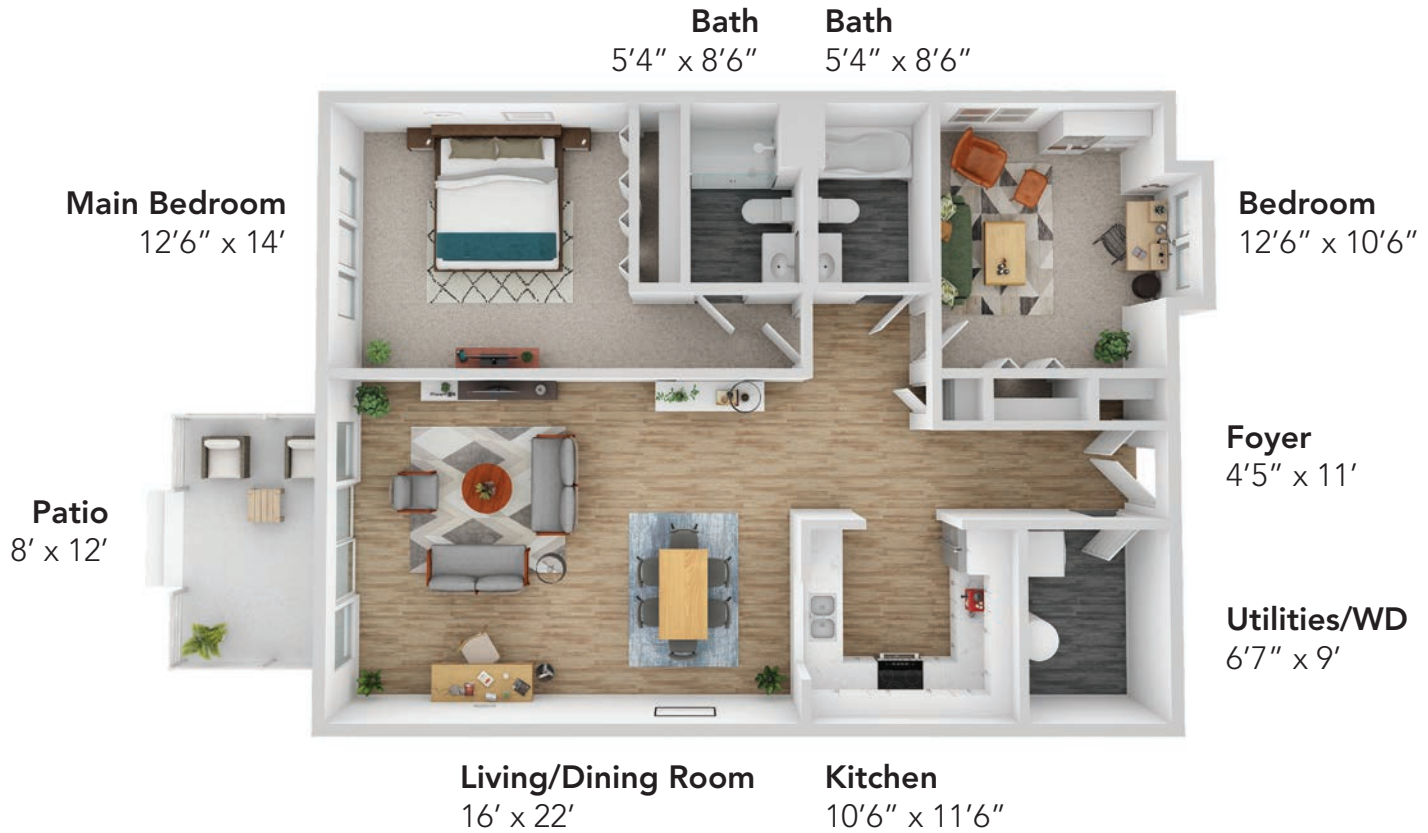 Bath
5’4” x 8’6”
Bath
5’4” x 8’6”
Main Bedroom
12’6” x 14’
Bedroom
12’6” x 10’6”
Foyer
4’5” x 11’
Patio
8’ x 12’
Utilities/WD
6’7” x 9’
Living/Dining Room
16’ x 22’
Kitchen
10’6” x 11’6”